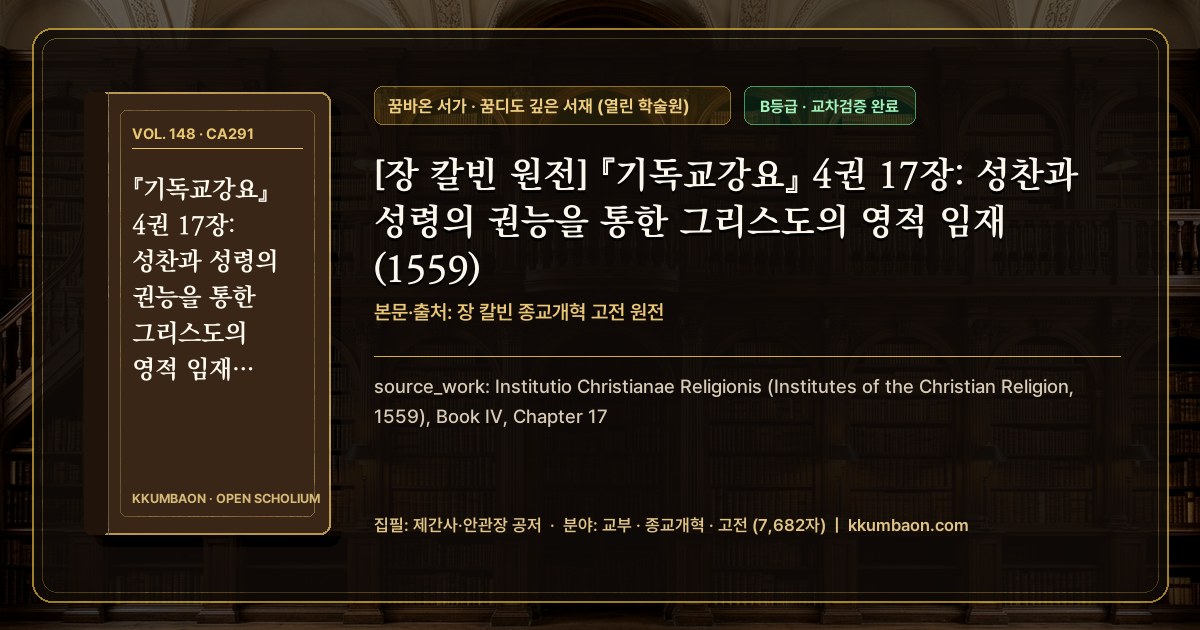 VOL. 148 · CA291
『기독교강요』
4권 17장:
성찬과 성령의
권능을 통한
그리스도의
영적 임재…
KKUMBAON · OPEN SCHOLIUM
꿈바온 서가 · 꿈디도 깊은 서재 (열린 학술원)
B등급 · 교차검증 완료
[장 칼빈 원전] 『기독교강요』 4권 17장: 성찬과
성령의 권능을 통한 그리스도의 영적 임재
(1559)
본문·출처: 장 칼빈 종교개혁 고전 원전
source_work: Institutio Christianae Religionis (Institutes of the Christian Religion,
1559), Book IV, Chapter 17
집필: 제간사·안관장 공저 · 분야: 교부 · 종교개혁 · 고전 (7,682자) | kkumbaon.com